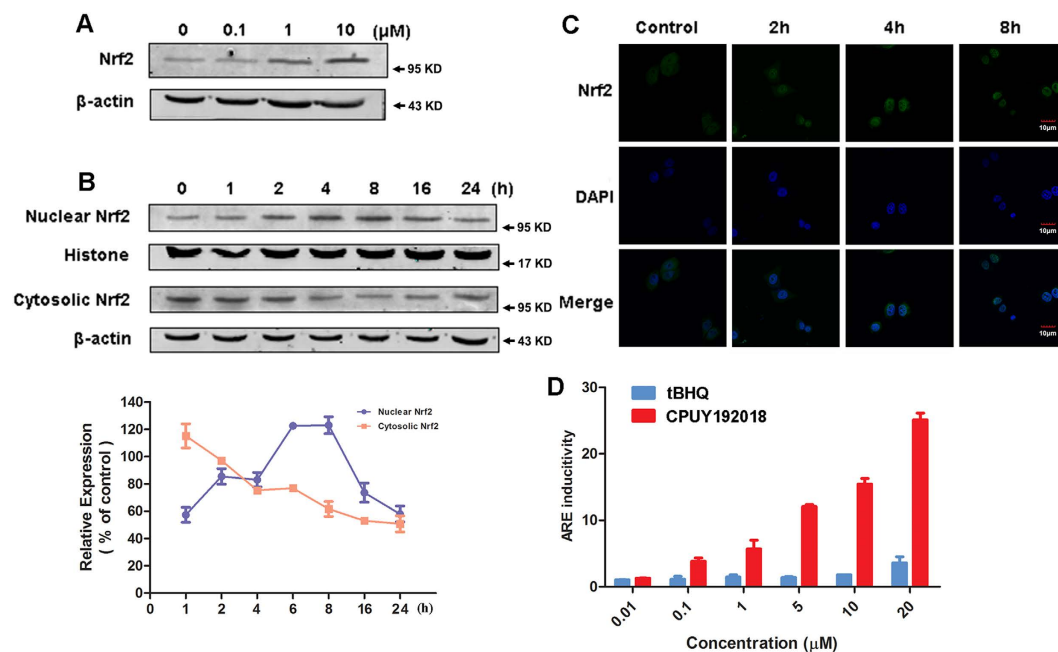 A
0 0.1 1 10 (µM)
Nrf2
95 KD
β-actin
43 KD
B
0 1 2 4 8 16 24 (h)
Nuclear Nrf2
95 KD
Histone
17 KD
Cytosolic Nrf2
95 KD
β-actin
43 KD
140
120
100
80
60
40
20
0
Relative Expression
( % of control )
Nuclear Nrf2
Cytosolic Nrf2
0 1 2 4 6 8 16 24 (h)
C
Control 2h 4h 8h
Nrf2
10µm
DAPI
10µm
Merge
10µm
D
tBHQ
CPUY192018
30
20
10
0
ARE inducitivity
0.01 0.1 1 5 10 20
Concentration (µM)